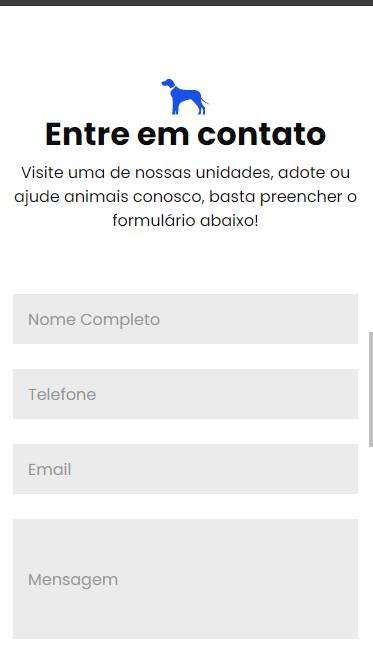 Entre em contato
Visite uma de nossas unidades, adote ou
ajude animais conosco, basta preencher o
formulário abaixo!
Nome Completo
Telefone
Email
Mensagem